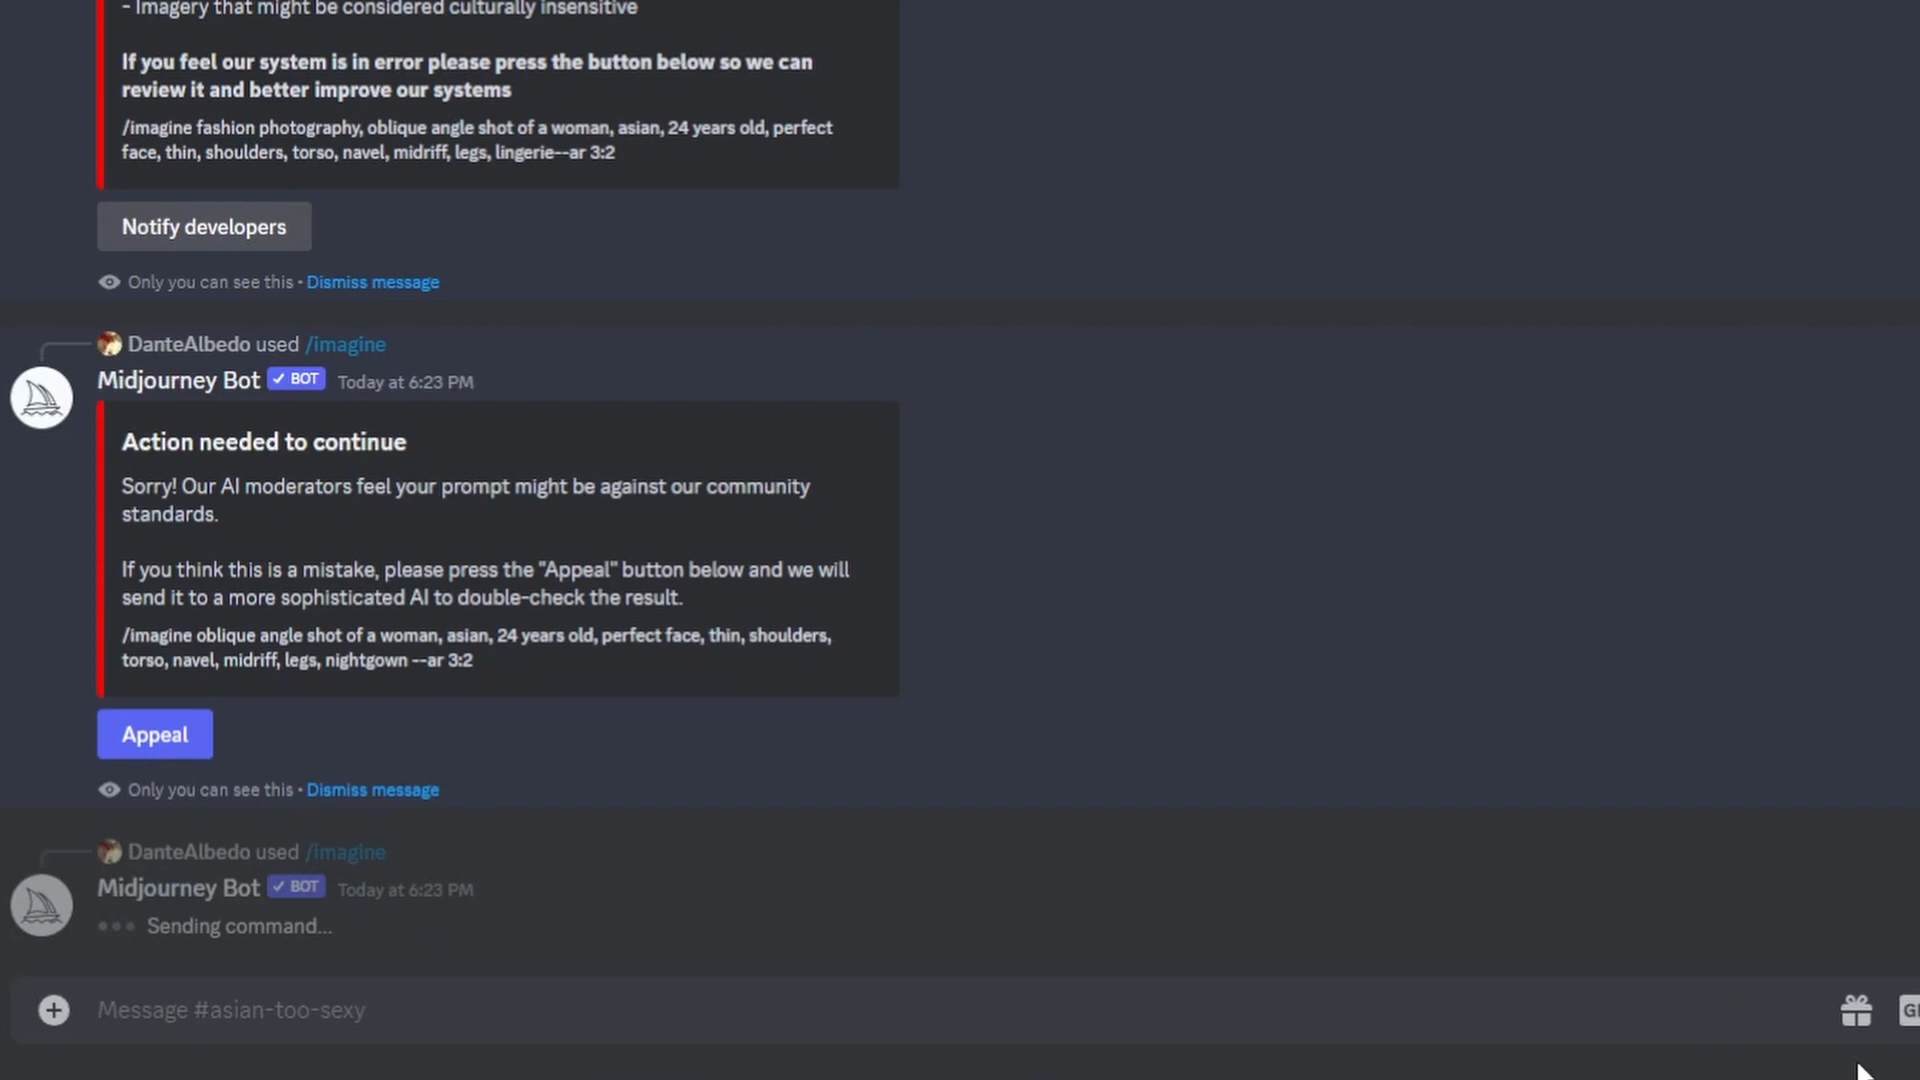 - Imagery that might be considered culturally insensitive
If you feel our system is in error please press the button below so we can
review it and better improve our systems
/imagine fashion photography, oblique angle shot of a woman, asian, 24 years old, perfect
face, thin, shoulders, torso, navel, midriff, legs, lingerie--ar 3:2
Notify developers
Only you can see this • Dismiss message
DanteAlbedo used /imagine
Midjourney Bot ✓ BOT Today at 6:23 PM
Action needed to continue
Sorry! Our AI moderators feel your prompt might be against our community
standards.
If you think this is a mistake, please press the "Appeal" button below and we will
send it to a more sophisticated AI to double-check the result.
/imagine oblique angle shot of a woman, asian, 24 years old, perfect face, thin, shoulders,
torso, navel, midriff, legs, nightgown --ar 3:2
Appeal
Only you can see this • Dismiss message
DanteAlbedo used /imagine
Midjourney Bot ✓ BOT Today at 6:23 PM
Sending command...
Message #asian-too-sexy